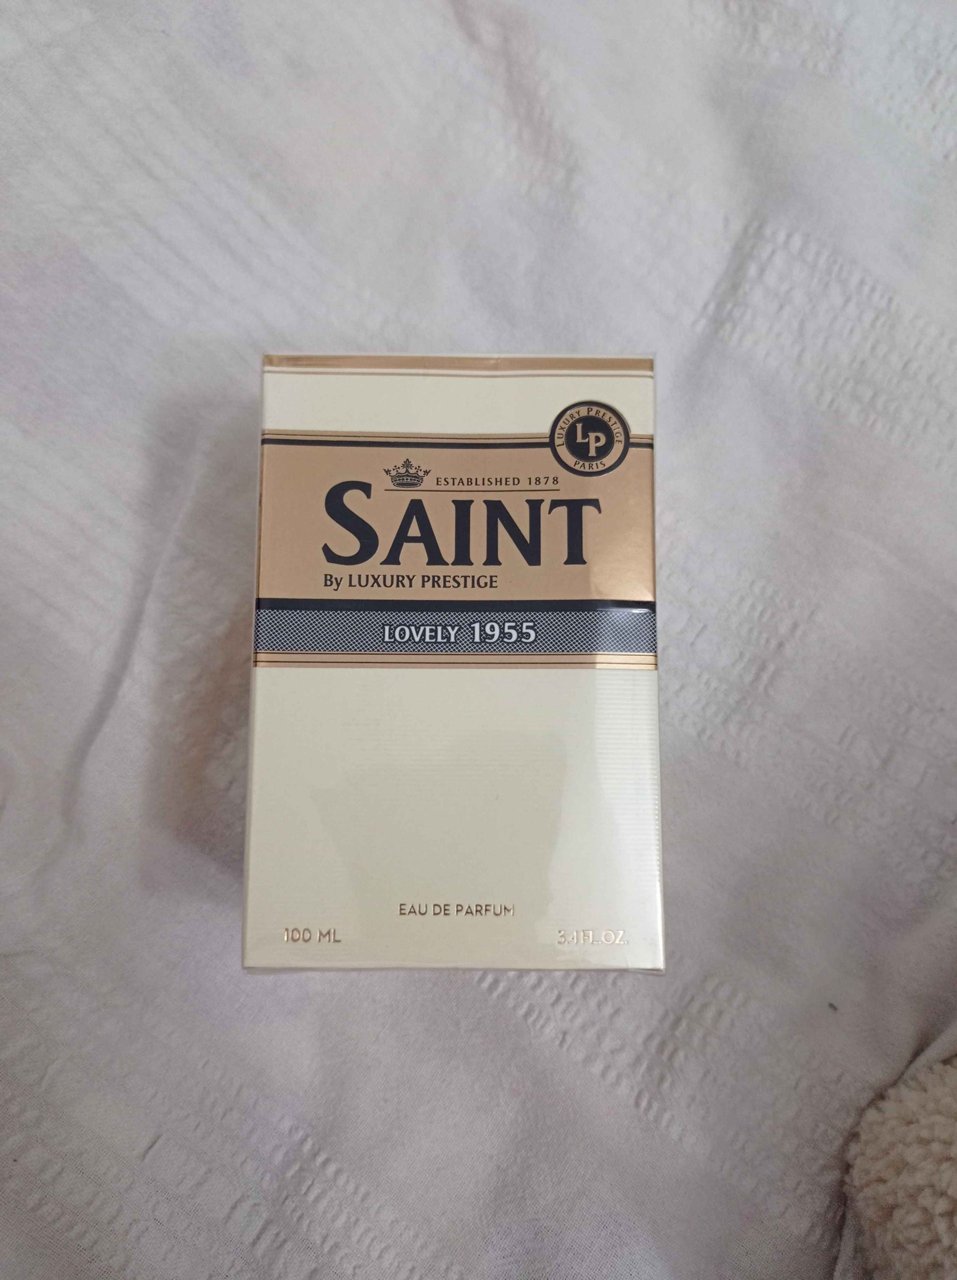 LUXURY PRESTIGE
LP
PARIS
ESTABLISHED 1878
SAINT
By LUXURY PRESTIGE
LOVELY 1955
EAU DE PARFUM
100 ML
3.4 FL.OZ.